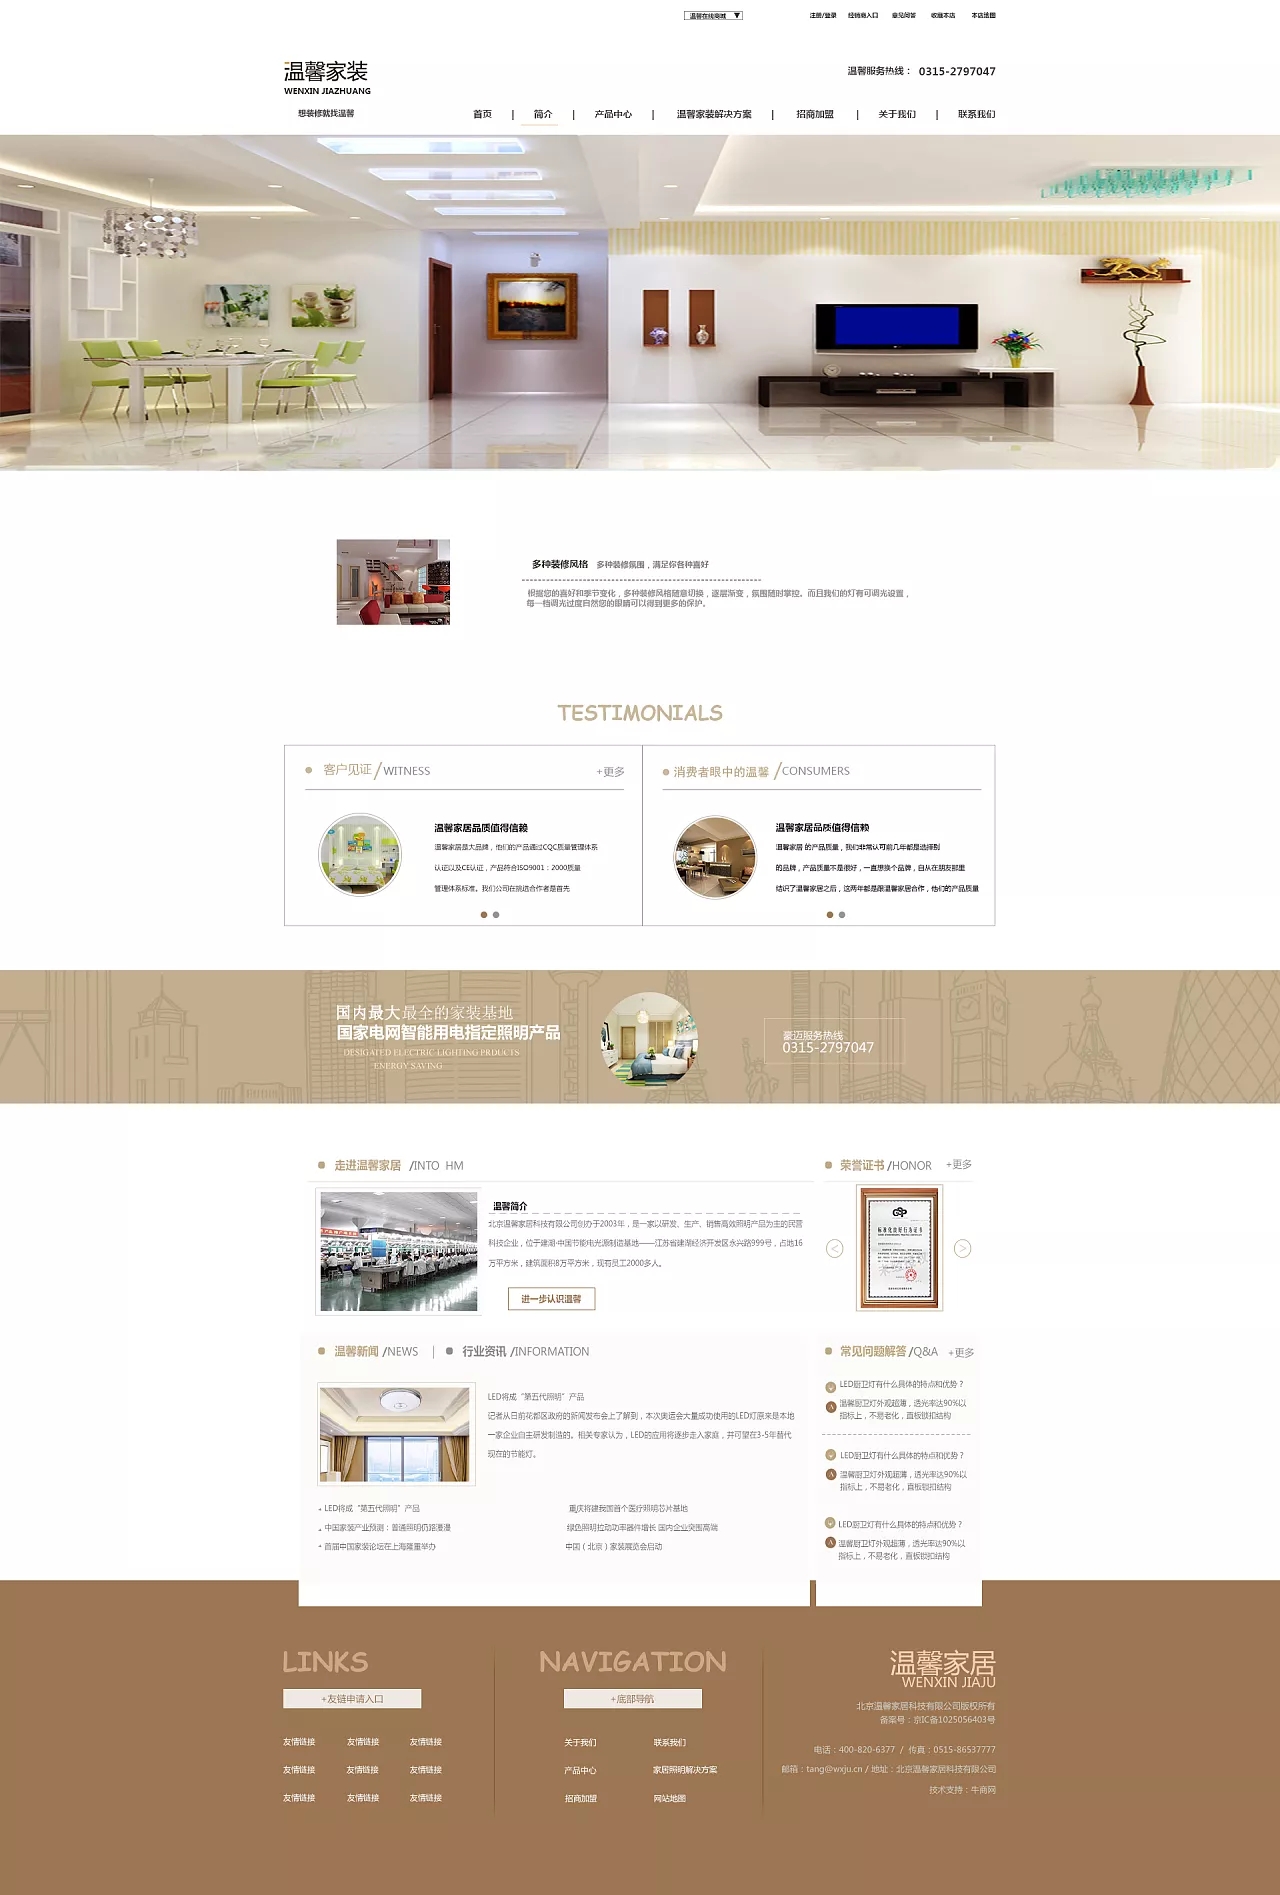 温馨在线商城 ▼
注册/登录 经销商入口 意见问答 收藏本店 本店地图
温馨家装
WENXIN JIAZHUANG
想装修就找温馨
温馨服务热线： 0315-2797047
首页 | 简介 | 产品中心 | 温馨家装解决方案 | 招商加盟 | 关于我们 | 联系我们
多种装修风格 多种装修氛围，满足你各种喜好
根据您的喜好和季节变化，多种装修风格随意切换，逐层渐变，氛围随时掌控。而且我们的灯有可调光设置，
每一档调光过度自然您的眼睛可以得到更多的保护。
TESTIMONIALS
客户见证/WITNESS +更多
温馨家居品质值得信赖
温馨家居是大品牌，他们的产品通过CQC质量管理体系
认证以及CE认证，产品符合ISO9001：2000质量
管理体系标准。我们公司在挑选合作者是首先
消费者眼中的温馨/CONSUMERS
温馨家居品质值得信赖
温馨家居 的产品质量，我们非常认可前几年都是选择别
的品牌，产品质量不是很好，一直想换个品牌，自从在朋友那里
结识了温馨家居之后，这两年都是跟温馨家居合作，他们的产品质量
国内最大最全的家装基地
国家电网智能用电指定照明产品
DESIGATED ELECTRIC LIGHTING PRDUCTS
ENERGY SAVING
豪迈服务热线
0315-2797047
走进温馨家居 /INTO HM
温馨简介
北京温馨家居科技有限公司创办于2003年，是一家以研发、生产、销售高效照明产品为主的民营
科技企业，位于建湖·中国节能电光源制造基地——江苏省建湖经济开发区永兴路999号，占地16
万平方米，建筑面积8万平方米，现有员工2000多人。
进一步认识温馨
荣誉证书/HONOR +更多
标准化良好行为证书
温馨新闻 /NEWS | 行业资讯 /INFORMATION
LED将成“第五代照明”产品
记者从日前花都区政府的新闻发布会上了解到，本次奥运会大量成功使用的LED灯原来是本地
一家企业自主研发制造的。相关专家认为，LED的应用将逐步走入家庭，并可望在3-5年替代
现在的节能灯。
+ LED将成“第五代照明”产品
+ 中国家装产业预测：普通照明仍路漫漫
+ 首届中国家装论坛在上海隆重举办
重庆将建我国首个医疗照明芯片基地
绿色照明拉动功率器件增长 国内企业突围高端
中国（北京）家装展览会启动
常见问题解答/Q&A +更多
LED厨卫灯有什么具体的特点和优势？
A 温馨厨卫灯外观超薄，透光率达90%以
指标上，不易老化，直板锁扣结构
LED厨卫灯有什么具体的特点和优势？
A 温馨厨卫灯外观超薄，透光率达90%以
指标上，不易老化，直板锁扣结构
LED厨卫灯有什么具体的特点和优势？
A 温馨厨卫灯外观超薄，透光率达90%以
指标上，不易老化，直板锁扣结构
LINKS
+友链申请入口
友情链接 友情链接 友情链接
友情链接 友情链接 友情链接
友情链接 友情链接 友情链接
NAVIGATION
+底部导航
关于我们 联系我们
产品中心 家居照明解决方案
招商加盟 网站地图
温馨家居
WENXIN JIAJU
北京温馨家居科技有限公司版权所有
备案号：京IC备1025056403号
电话：400-820-6377 / 传真：0515-86537777
邮箱：tang@wxju.cn / 地址：北京温馨家居科技有限公司
技术支持：牛商网